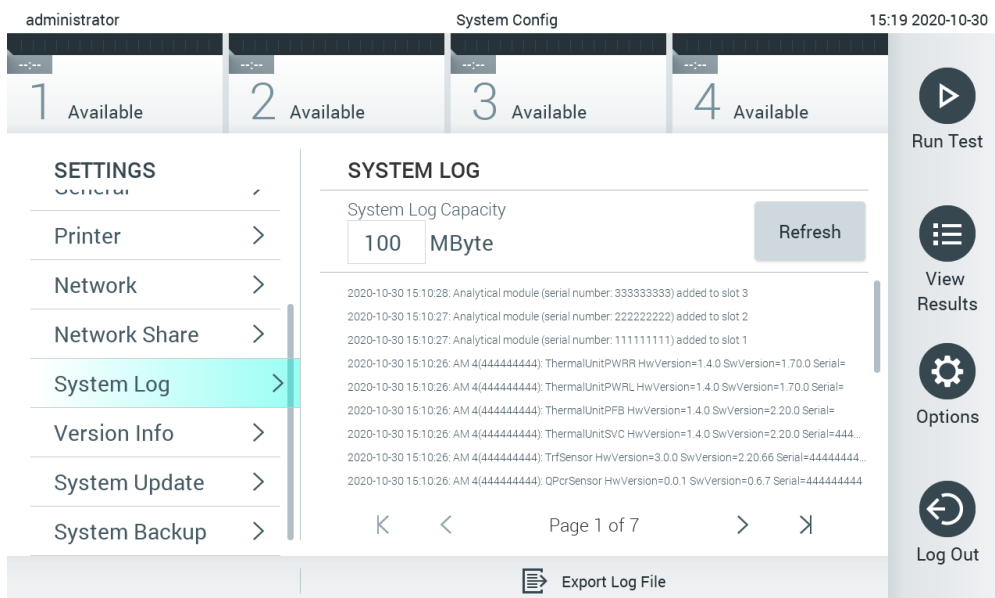 administrator
System Config
15:19 2020-10-30
--:--
--:--
--:--
--:--
1 Available
2 Available
3 Available
4 Available
Run Test
View
Results
Options
Log Out
SETTINGS
General
Printer
Network
Network Share
System Log
Version Info
System Update
System Backup
SYSTEM LOG
System Log Capacity
100 MByte
Refresh
2020-10-30 15:10:28: Analytical module (serial number: 333333333) added to slot 3
2020-10-30 15:10:27: Analytical module (serial number: 222222222) added to slot 2
2020-10-30 15:10:27: Analytical module (serial number: 111111111) added to slot 1
2020-10-30 15:10:26: AM 4(444444444): ThermalUnitPWRR HwVersion=1.4.0 SwVersion=1.70.0 Serial=
2020-10-30 15:10:26: AM 4(444444444): ThermalUnitPWRL HwVersion=1.4.0 SwVersion=1.70.0 Serial=
2020-10-30 15:10:26: AM 4(444444444): ThermalUnitPFB HwVersion=1.4.0 SwVersion=2.20.0 Serial=
2020-10-30 15:10:26: AM 4(444444444): ThermalUnitSVC HwVersion=1.4.0 SwVersion=2.20.0 Serial=444...
2020-10-30 15:10:26: AM 4(444444444): TrfSensor HwVersion=3.0.0 SwVersion=2.20.66 Serial=44444444...
2020-10-30 15:10:26: AM 4(444444444): QPcrSensor HwVersion=0.0.1 SwVersion=0.6.7 Serial=444444444
Page 1 of 7
Export Log File